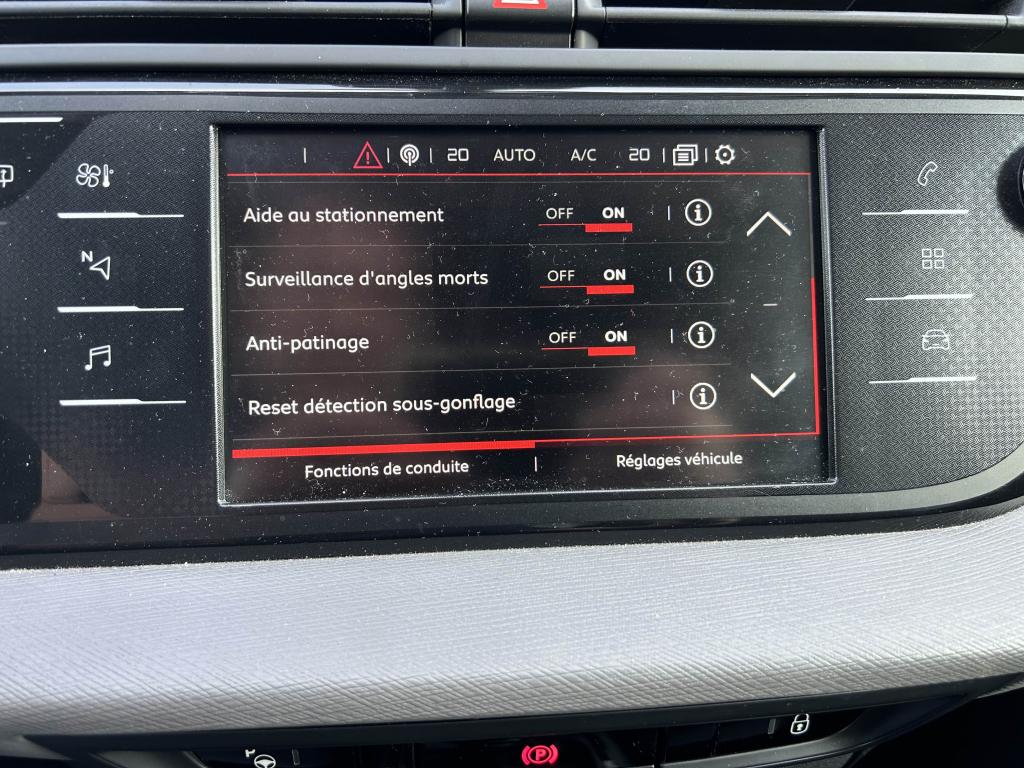 20 AUTO A/C 20
Aide au stationnement OFF ON
Surveillance d'angles morts OFF ON
Anti-patinage OFF ON
Reset détection sous-gonflage
Fonctions de conduite Réglages véhicule
N
P
P